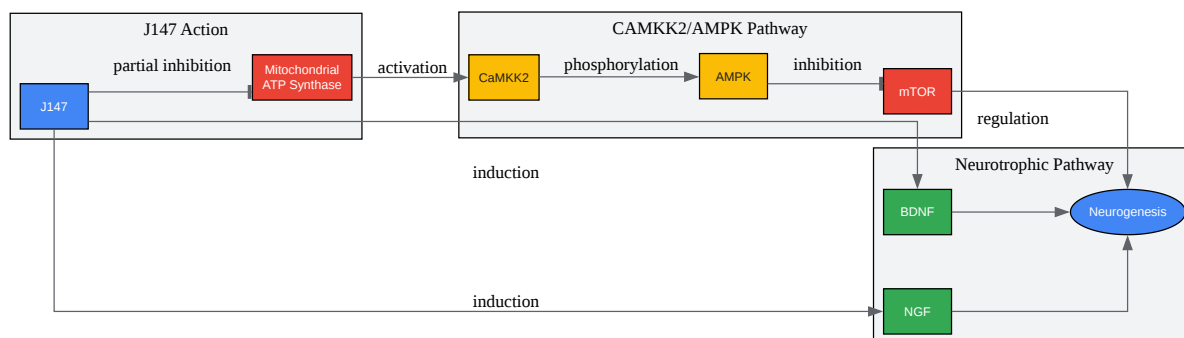 J147 Action
CAMKK2/AMPK Pathway
partial inhibition
Mitochondrial
ATP Synthase
activation
CaMKK2
phosphorylation
AMPK
inhibition
mTOR
J147
regulation
induction
Neurotrophic Pathway
BDNF
Neurogenesis
induction
NGF